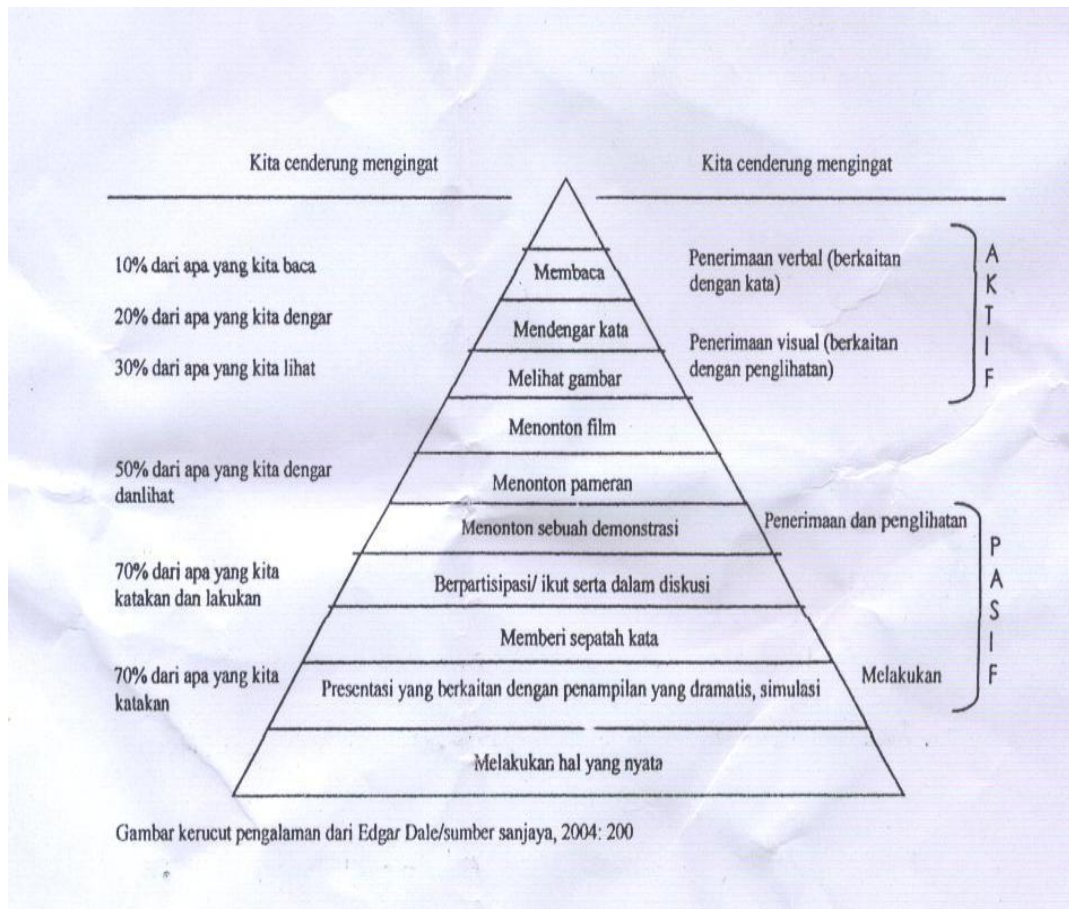 Kita cenderung mengingat
Kita cenderung mengingat
10% dari apa yang kita baca
20% dari apa yang kita dengar
30% dari apa yang kita lihat
50% dari apa yang kita dengar
danlihat
70% dari apa yang kita
katakan dan lakukan
70% dari apa yang kita
katakan
Membaca
Mendengar kata
Melihat gambar
Menonton film
Menonton pameran
Menonton sebuah demonstrasi
Berpartisipasi/ ikut serta dalam diskusi
Memberi sepatah kata
Presentasi yang berkaitan dengan penampilan yang dramatis, simulasi
Melakukan hal yang nyata
Penerimaan verbal (berkaitan
dengan kata)
Penerimaan visual (berkaitan
dengan penglihatan)
Penerimaan dan penglihatan
Melakukan
AKTIF
PASIF
Gambar kerucut pengalaman dari Edgar Dale/sumber sanjaya, 2004: 200